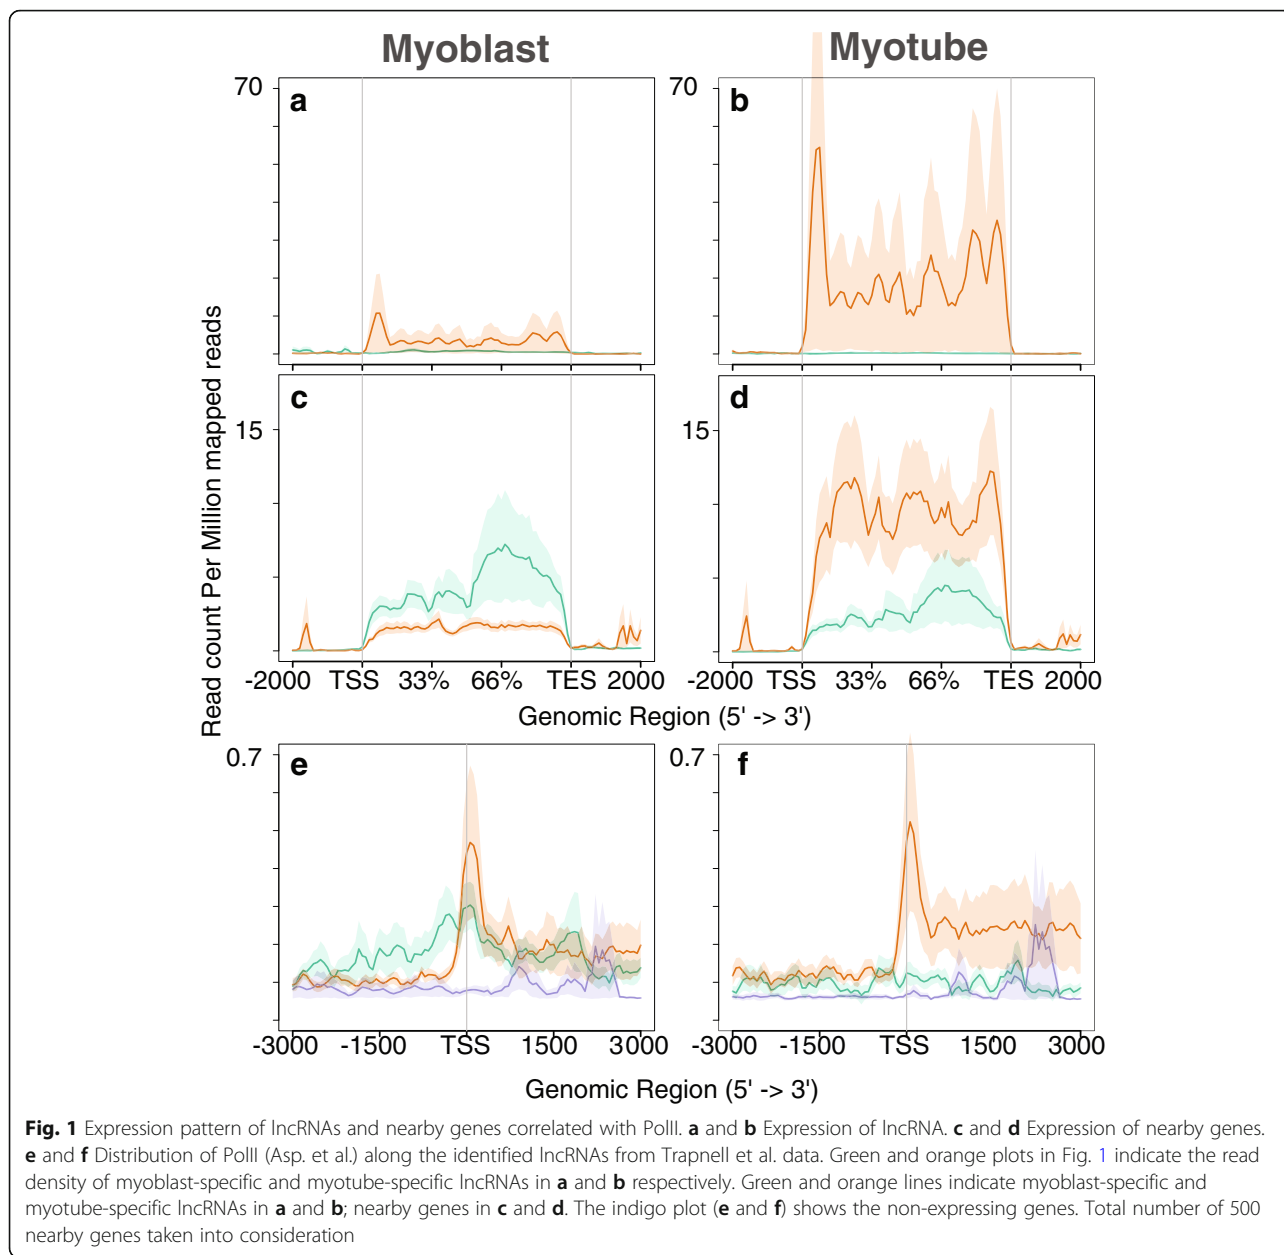 Myoblast
Myotube
70
a
70
b
15
c
15
d
Read count Per Million mapped reads
-2000 TSS 33% 66% TES 2000
-2000 TSS 33% 66% TES 2000
Genomic Region (5' -> 3')
0.7
e
0.7
f
-3000 -1500 TSS 1500 3000
-3000 -1500 TSS 1500 3000
Genomic Region (5' -> 3')
Fig. 1 Expression pattern of lncRNAs and nearby genes correlated with PolII. a and b Expression of lncRNA. c and d Expression of nearby genes.
e and f Distribution of PolII (Asp. et al.) along the identified lncRNAs from Trapnell et al. data. Green and orange plots in Fig. 1 indicate the read
density of myoblast-specific and myotube-specific lncRNAs in a and b respectively. Green and orange lines indicate myoblast-specific and
myotube-specific lncRNAs in a and b; nearby genes in c and d. The indigo plot (e and f) shows the non-expressing genes. Total number of 500
nearby genes taken into consideration